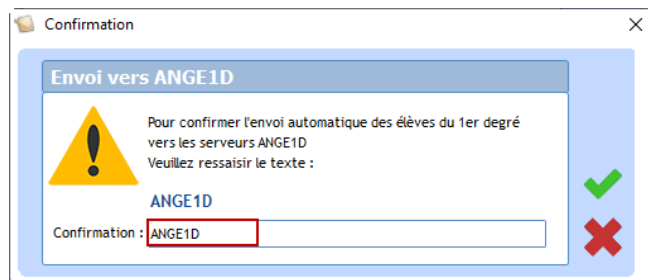 Confirmation
Envoi vers ANGE1D
Pour confirmer l'envoi automatique des élèves du 1er degré
vers les serveurs ANGE1D
Veuillez ressaisir le texte :
ANGE1D
Confirmation : ANGE1D